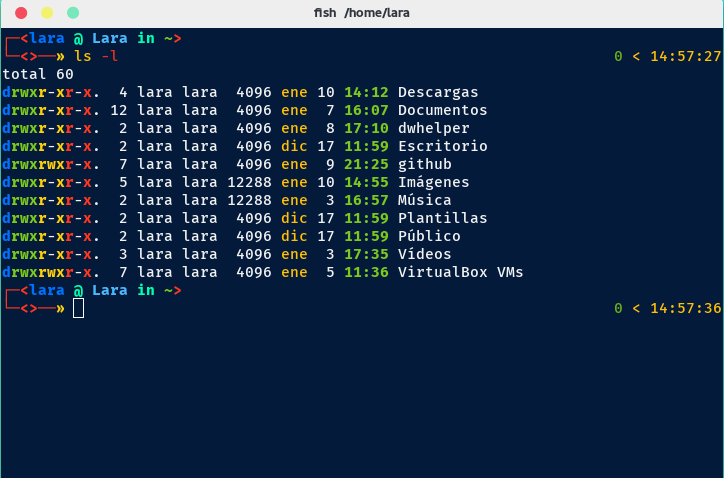 fish /home/lara
┌─<lara @ Lara in ~>
└─<>──» ls -l 0 < 14:57:27
total 60
drwxr-xr-x. 4 lara lara 4096 ene 10 14:12 Descargas
drwxr-xr-x. 12 lara lara 4096 ene 7 16:07 Documentos
drwxr-xr-x. 2 lara lara 4096 ene 8 17:10 dwhelper
drwxr-xr-x. 2 lara lara 4096 dic 17 11:59 Escritorio
drwxrwxr-x. 7 lara lara 4096 ene 9 21:25 github
drwxr-xr-x. 5 lara lara 12288 ene 10 14:55 Imágenes
drwxr-xr-x. 2 lara lara 12288 ene 3 16:57 Música
drwxr-xr-x. 2 lara lara 4096 dic 17 11:59 Plantillas
drwxr-xr-x. 2 lara lara 4096 dic 17 11:59 Público
drwxr-xr-x. 3 lara lara 4096 ene 3 17:35 Vídeos
drwxrwxr-x. 7 lara lara 4096 ene 5 11:36 VirtualBox VMs
┌─<lara @ Lara in ~>
└─<>──» 0 < 14:57:36